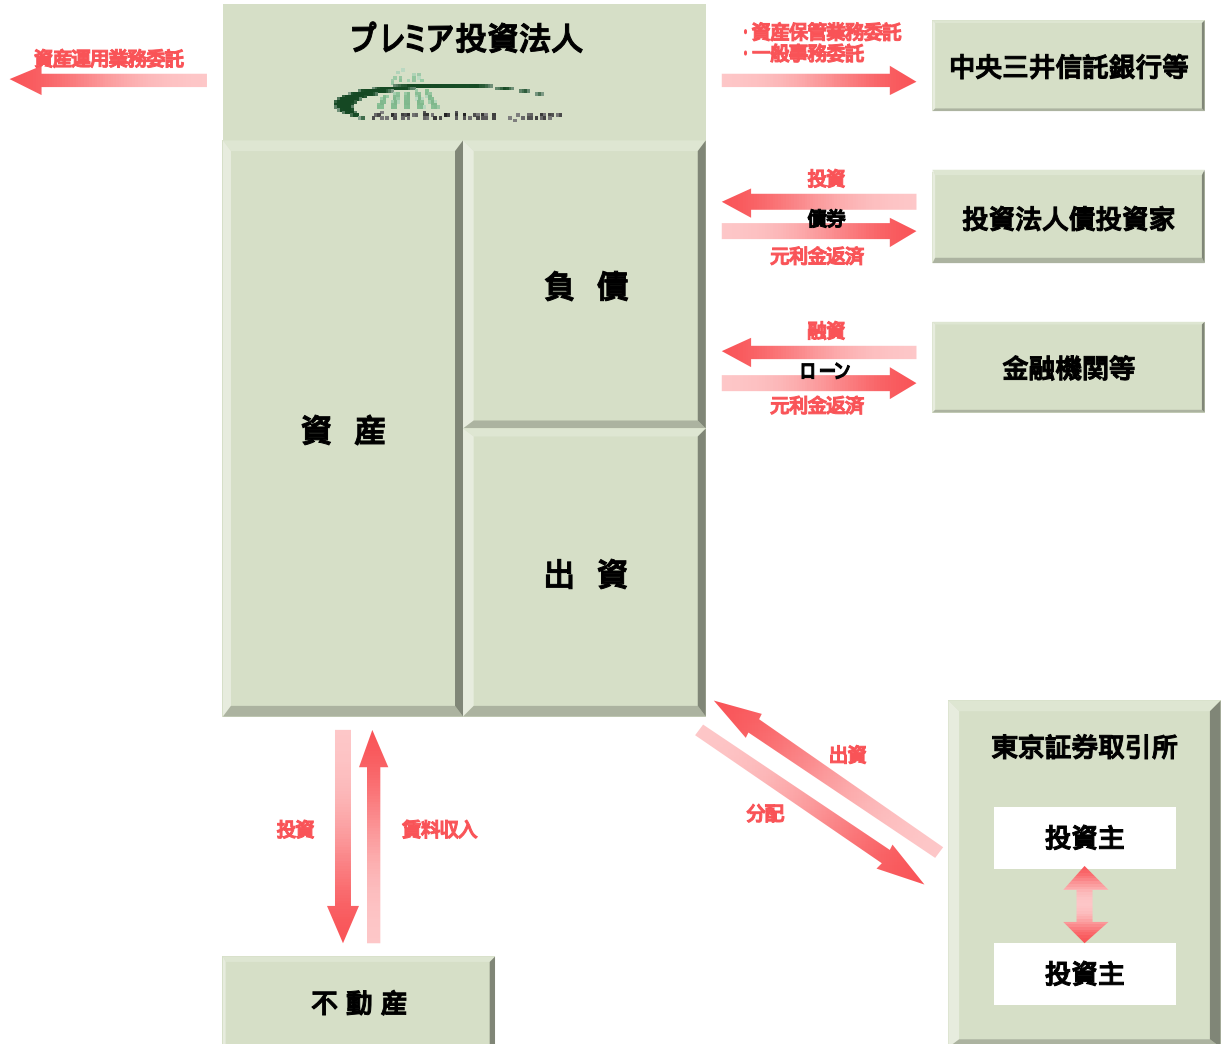 プレミア投資法人
資産運用業務委託
・資産保管業務委託
・一般事務委託
中央三井信託銀行等
投資
債券
元利金返済
投資法人債投資家
負 債
融資
ローン
元利金返済
金融機関等
資 産
出 資
東京証券取引所
出資
分配
投資
賃料収入
投資主
投資主
不 動 産